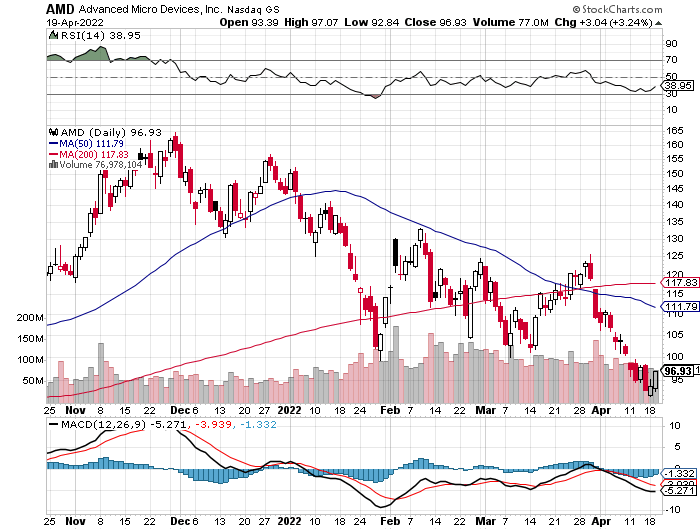 AMD Advanced Micro Devices, Inc. Nasdaq GS © StockCharts.com
19-Apr-2022 Open 93.39 High 97.07 Low 92.84 Close 96.93 Volume 77.0M Chg +3.04 (+3.24%)
RSI(14) 38.95
90
70
50
38.95
30
10
AMD (Daily) 96.93
MA(50) 111.79
MA(200) 117.83
Volume 76,978,104
165
160
155
150
145
140
135
130
125
120
117.83
115
111.79
110
105
100
96.93
95
200M
150M
100M
50M
25 Nov 8 15 22 Dec 6 13 20 27 2022 10 18 24 Feb 7 14 22 Mar 7 14 21 28 Apr 11 18
MACD(12,26,9) -5.271, -3.939, -1.332
10
5
0
-1.332
-5.271
-10
25 Nov 8 15 22 Dec 6 13 20 27 2022 10 18 24 Feb 7 14 22 Mar 7 14 21 28 Apr 11 18